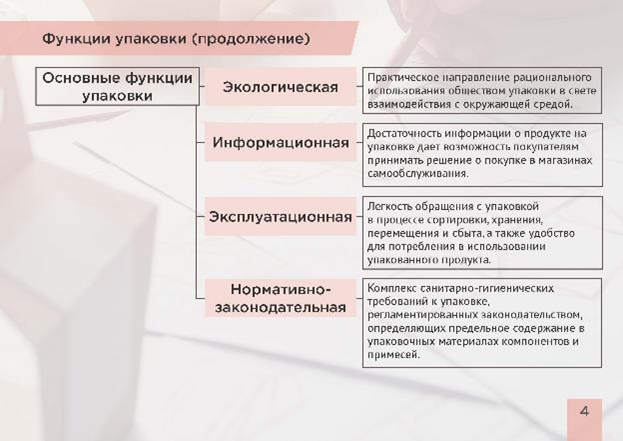 Функции упаковки (продолжение)
Основные функции
упаковки
Экологическая
Практическое направление рационального
использования обществом упаковки в свете
взаимодействия с окружающей средой.
Информационная
Достаточность информации о продукте на
упаковке дает возможность покупателям
принимать решение о покупке в магазинах
самообслуживания.
Эксплуатационная
Легкость обращения с упаковкой
в процессе сортировки, хранения,
перемещения и сбыта, а также удобство
для потребления в использовании
упакованного продукта.
Нормативно-
законодательная
Комплекс санитарно-гигиенических
требований к упаковке,
регламентированных законодательством,
определяющих предельное содержание в
упаковочных материалах компонентов и
примесей.
4